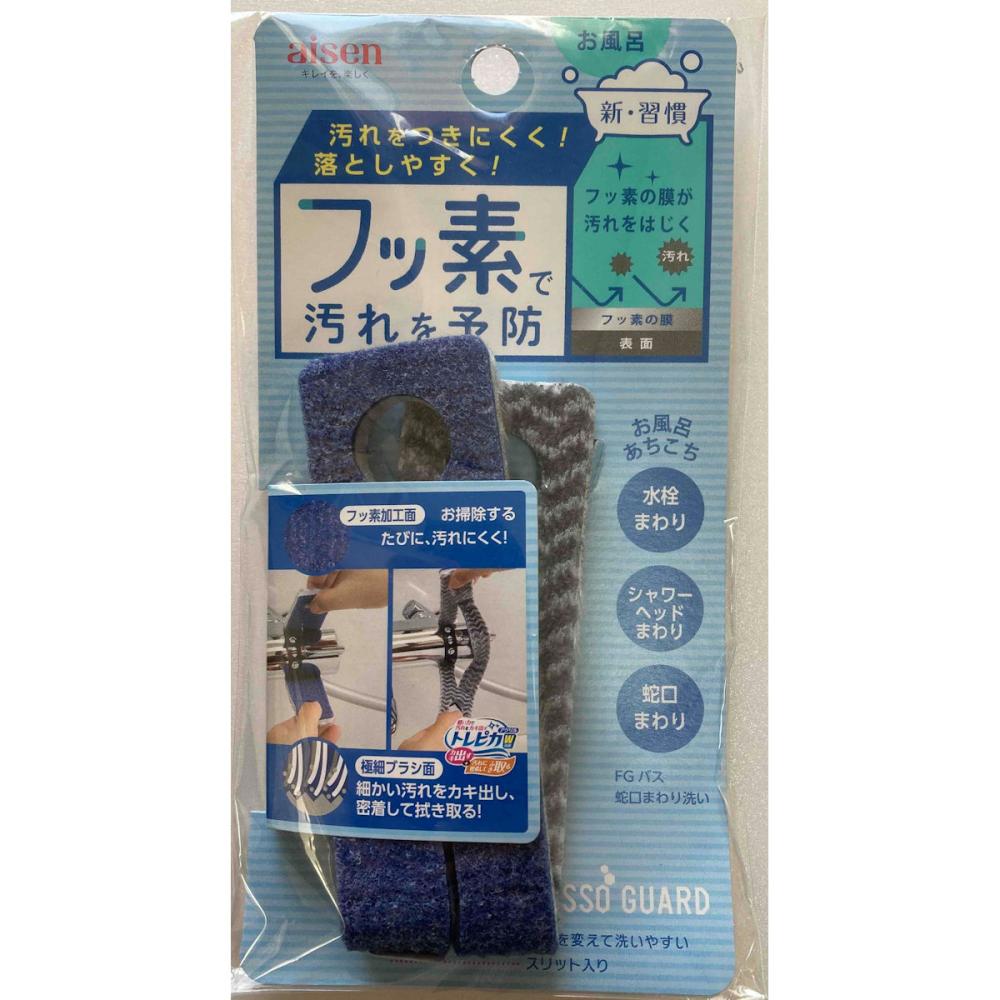 aisen
キレイを、楽しく
お風呂
新・習慣
汚れをつきにくく!
落としやすく!
フッ素で
汚れを予防
フッ素の膜が
汚れをはじく
汚れ
フッ素の膜
表面
お風呂
あちこち
水栓
まわり
シャワー
ヘッド
まわり
蛇口
まわり
フッ素加工面
お掃除する
たびに、汚れにくく!
トレピカW
極細ブラシ面
細かい汚れをカキ出し、
密着して拭き取る!
FGバス
蛇口まわり洗い
SSO GUARD
を変えて洗いやすい
スリット入り